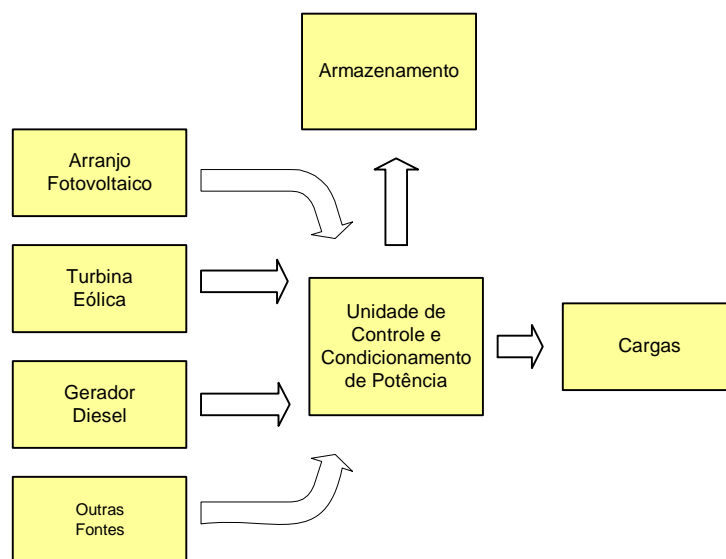 Armazenamento
Arranjo
Fotovoltaico
Turbina
Eólica
Gerador
Diesel
Outras
Fontes
Unidade de
Controle e
Condicionamento
de Potência
Cargas